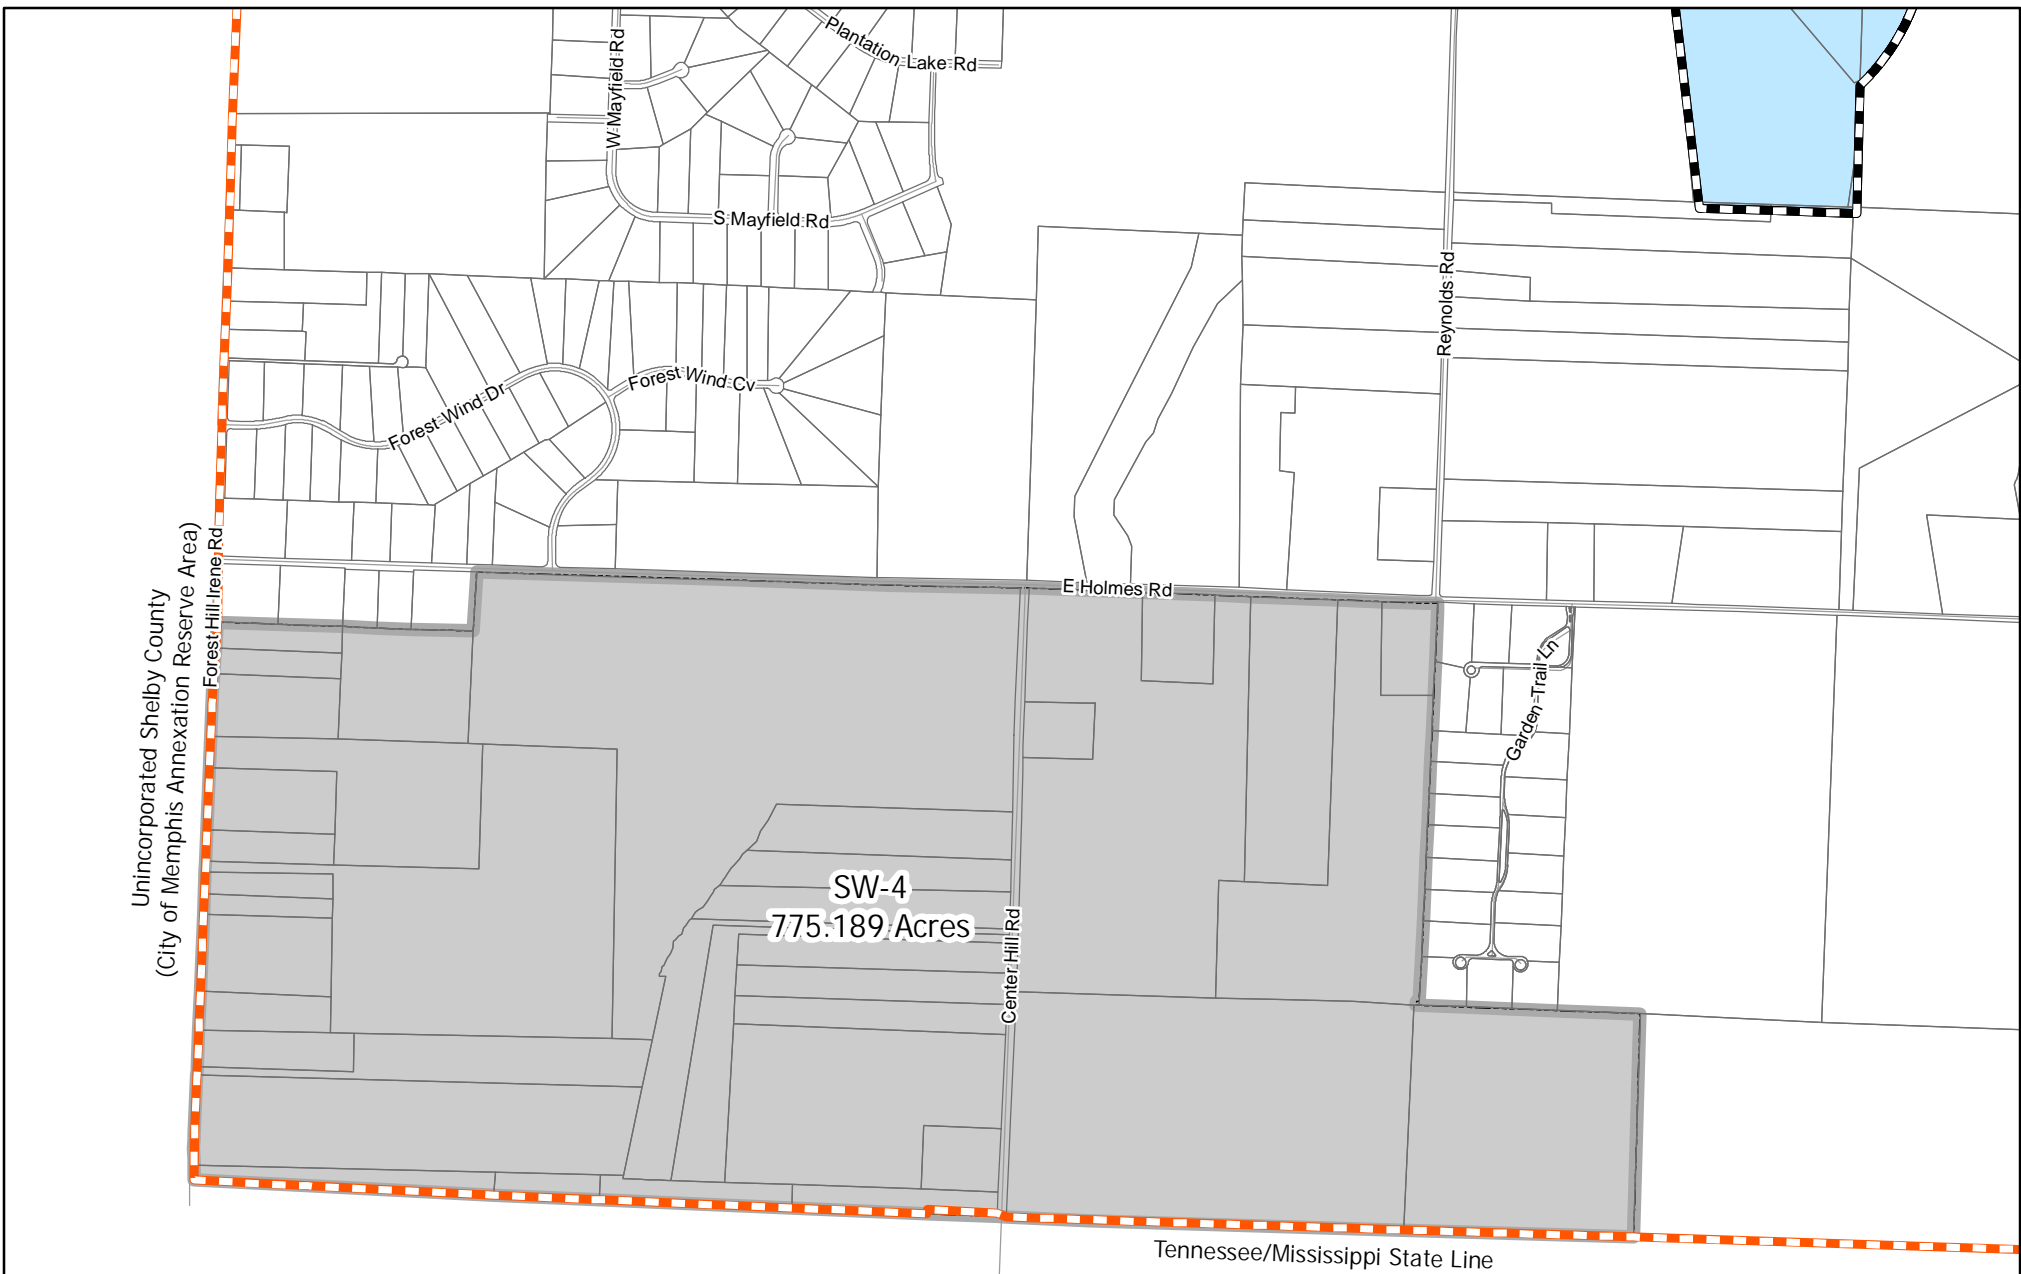 Plantation Lake Rd
W Mayfield Rd
S Mayfield Rd
Reynolds Rd
Forest Wind Dr
Forest Wind Cv
Forest Hill Irene Rd
Unincorporated Shelby County
(City of Memphis Annexation Reserve Area)
E Holmes Rd
Garden Trail Ln
SW-4
775.189 Acres
Center Hill Rd
Tennessee/Mississippi State Line